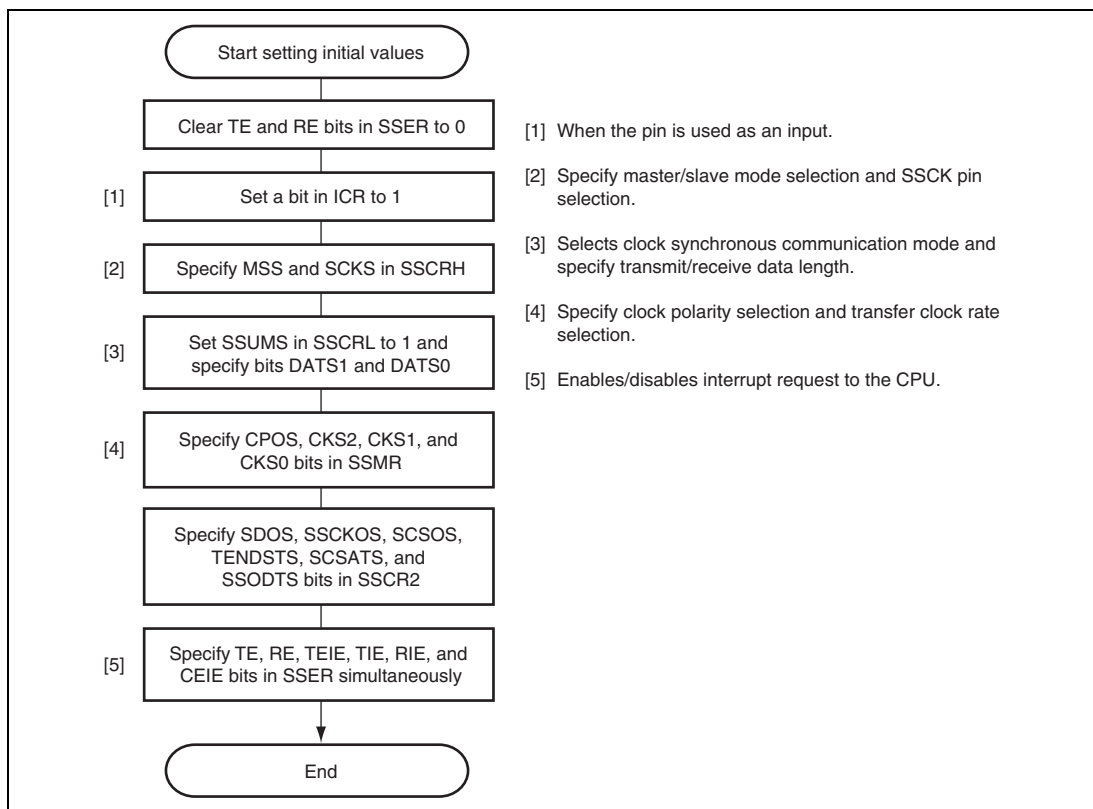 Start setting initial values
Clear TE and RE bits in SSER to 0
[1]
Set a bit in ICR to 1
[2]
Specify MSS and SCKS in SSCRH
[3]
Set SSUMS in SSCRL to 1 and
specify bits DATS1 and DATS0
[4]
Specify CPOS, CKS2, CKS1, and
CKS0 bits in SSMR
Specify SDOS, SSCKOS, SCSOS,
TENDSTS, SCSATS, and
SSODTS bits in SSCR2
[5]
Specify TE, RE, TEIE, TIE, RIE, and
CEIE bits in SSER simultaneously
End
[1] When the pin is used as an input.
[2] Specify master/slave mode selection and SSCK pin
selection.
[3] Selects clock synchronous communication mode and
specify transmit/receive data length.
[4] Specify clock polarity selection and transfer clock rate
selection.
[5] Enables/disables interrupt request to the CPU.